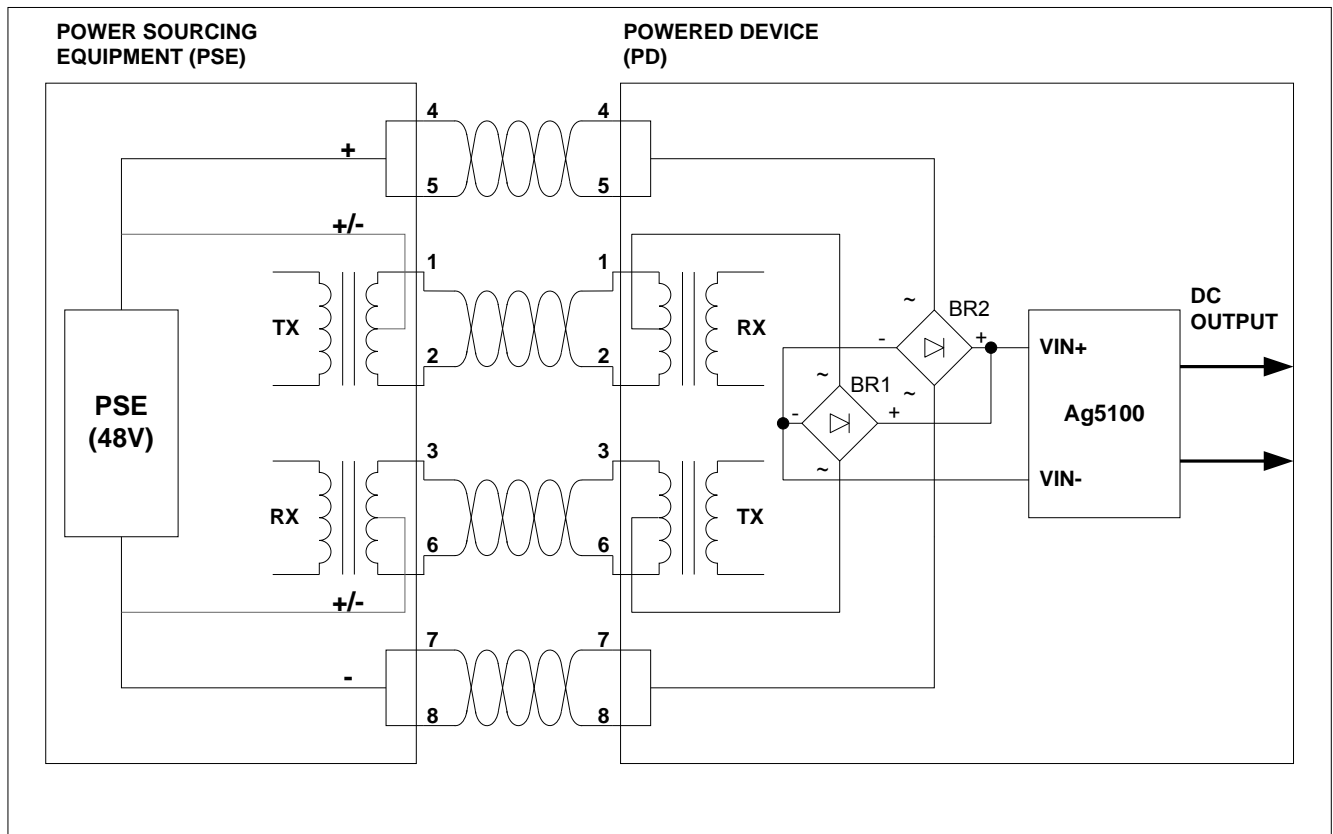 POWER SOURCING
EQUIPMENT (PSE)
POWERED DEVICE
(PD)
4
4
+
5
5
+/-
1
1
TX
RX
2
2
~
BR2
-
+
DC
OUTPUT
VIN+
~
BR1
~
-
+
Ag5100
PSE
(48V)
3
3
~
VIN-
RX
TX
6
6
+/-
7
7
-
8
8